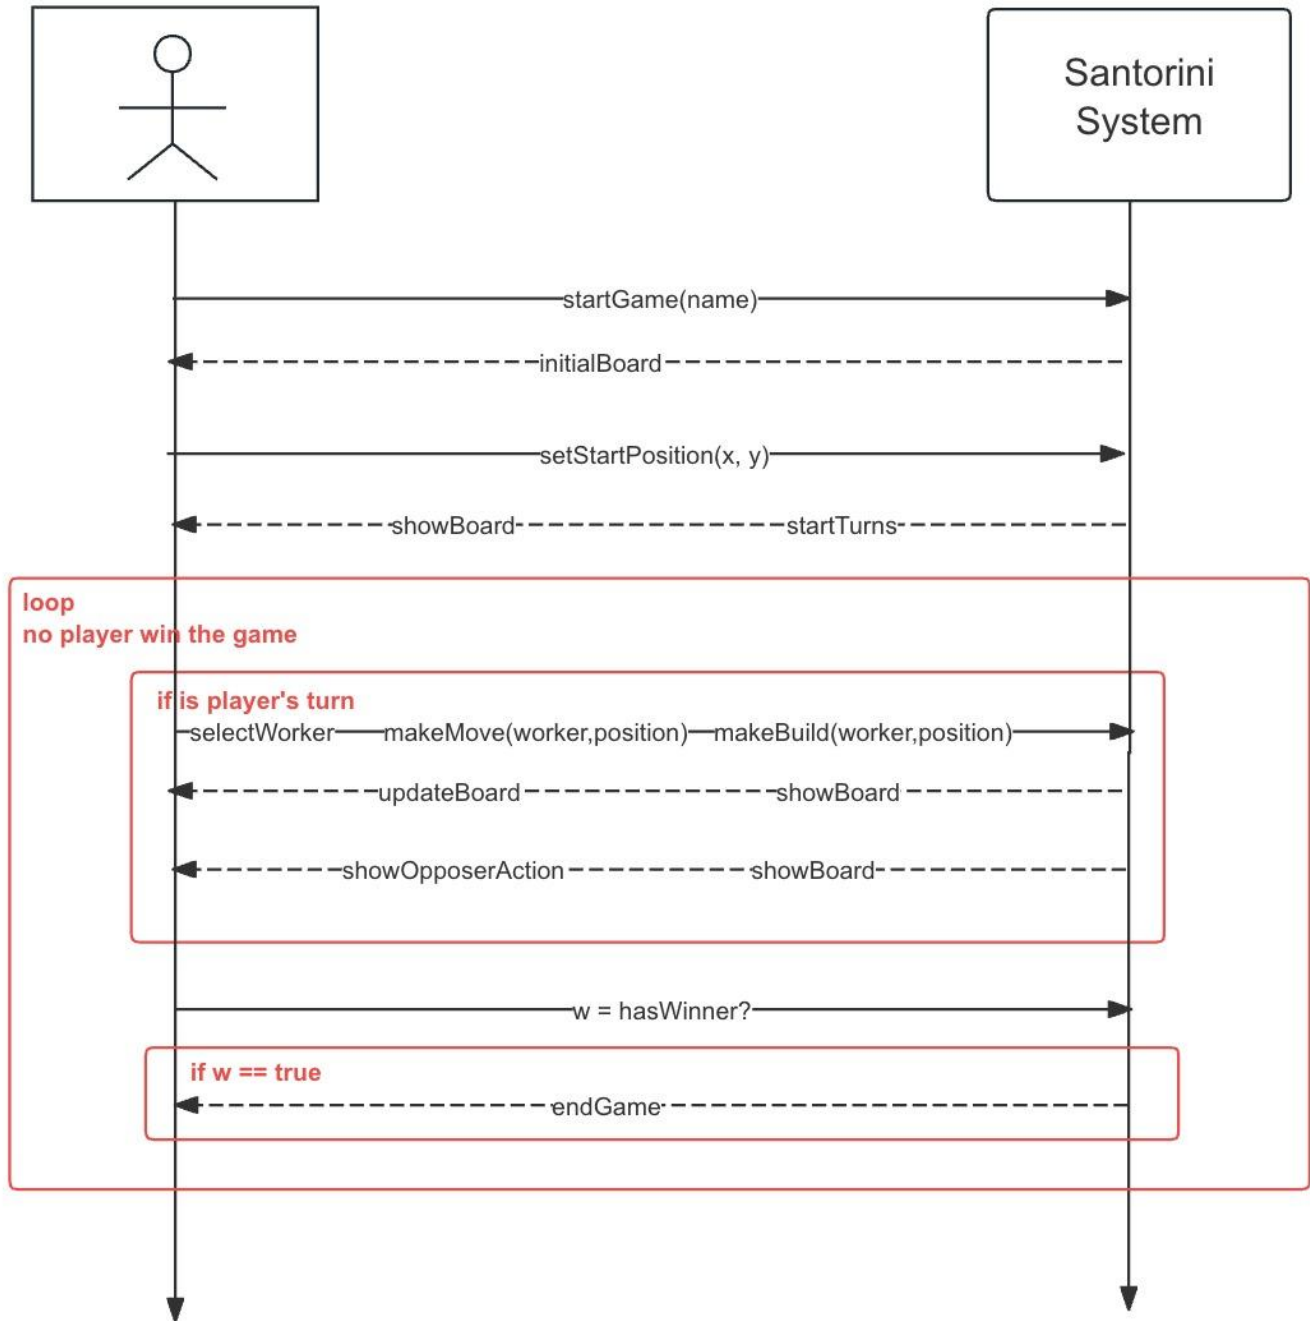 Santorini
System
startGame(name)
initialBoard
setStartPosition(x, y)
showBoard startTurns
loop
no player win the game
if is player's turn
selectWorker makeMove(worker,position) makeBuild(worker,position)
updateBoard showBoard
showOpposerAction showBoard
w = hasWinner?
if w == true
endGame